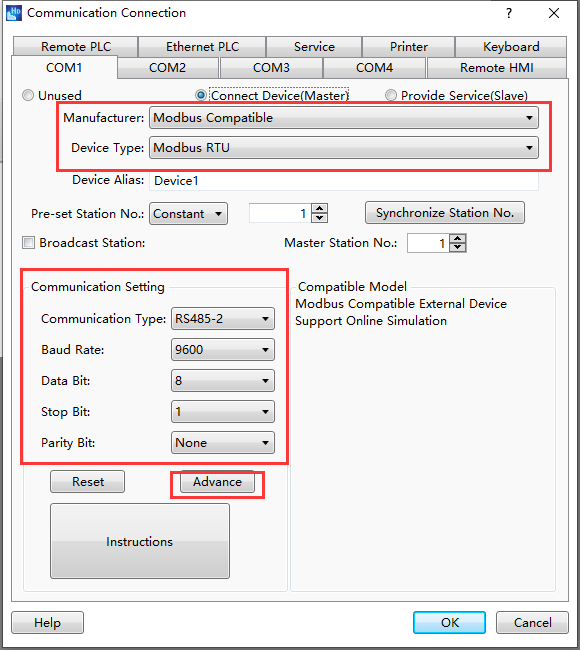 Communication Connection
Remote PLC Ethernet PLC Service Printer Keyboard
COM1 COM2 COM3 COM4 Remote HMI
Unused Connect Device(Master) Provide Service(Slave)
Manufacturer: Modbus Compatible
Device Type: Modbus RTU
Device Alias: Device1
Pre-set Station No.: Constant 1 Synchronize Station No.
Broadcast Station: Master Station No.: 1
Communication Setting
Communication Type: RS485-2
Baud Rate: 9600
Data Bit: 8
Stop Bit: 1
Parity Bit: None
Reset Advance
Instructions
Compatible Model
Modbus Compatible External Device
Support Online Simulation
Help OK Cancel